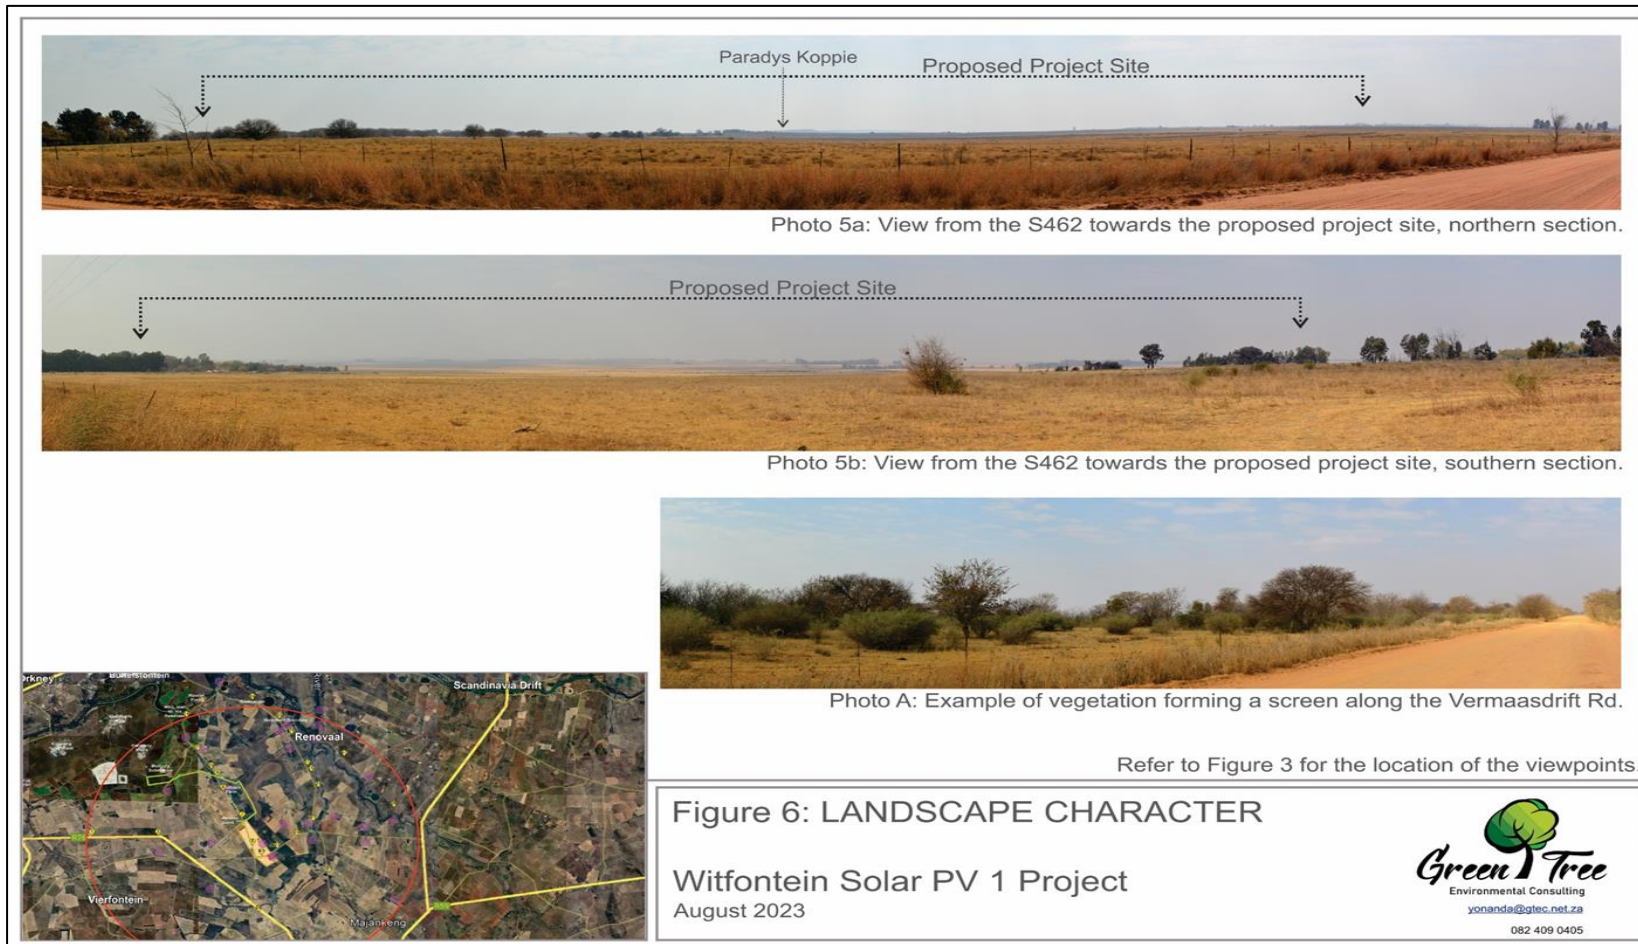 Paradys Koppie
Proposed Project Site
Photo 5a: View from the S462 towards the proposed project site, northern section.
Proposed Project Site
Photo 5b: View from the S462 towards the proposed project site, southern section.
Photo A: Example of vegetation forming a screen along the Vermaasdrift Rd.
Refer to Figure 3 for the location of the viewpoints.
Scandinavia Drift
Renovaal
Vierfontein
Majankeng
Figure 6: LANDSCAPE CHARACTER
Witfontein Solar PV 1 Project
August 2023
Green Tree
Environmental Consulting
yonanda@gtec.net.za
082 409 0405